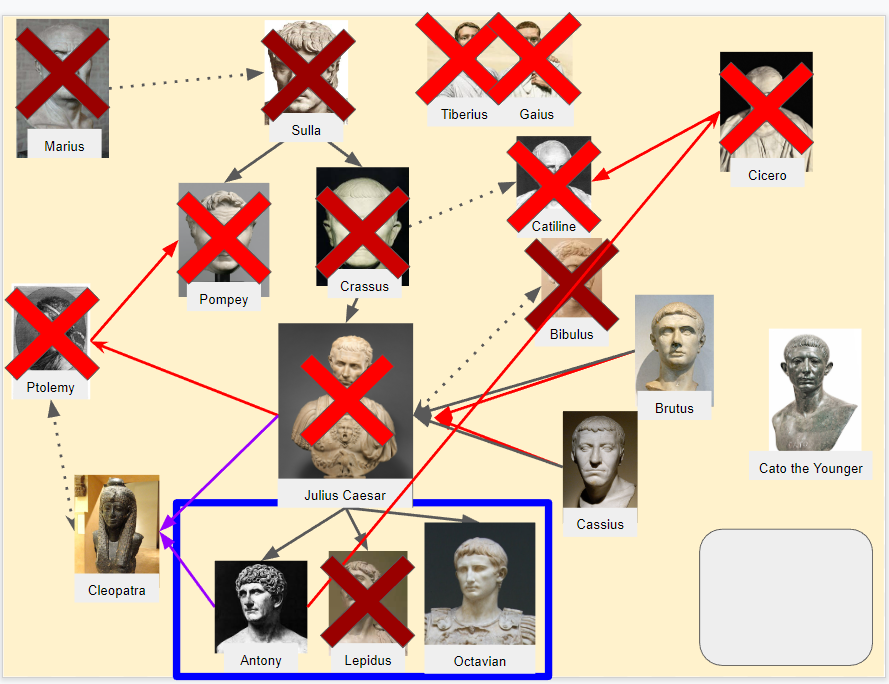 Marius
Sulla
Tiberius
Gaius
Cicero
Catiline
Pompey
Crassus
Bibulus
Ptolemy
Brutus
Cato the Younger
Julius Caesar
Cassius
Cleopatra
Antony
Lepidus
Octavian